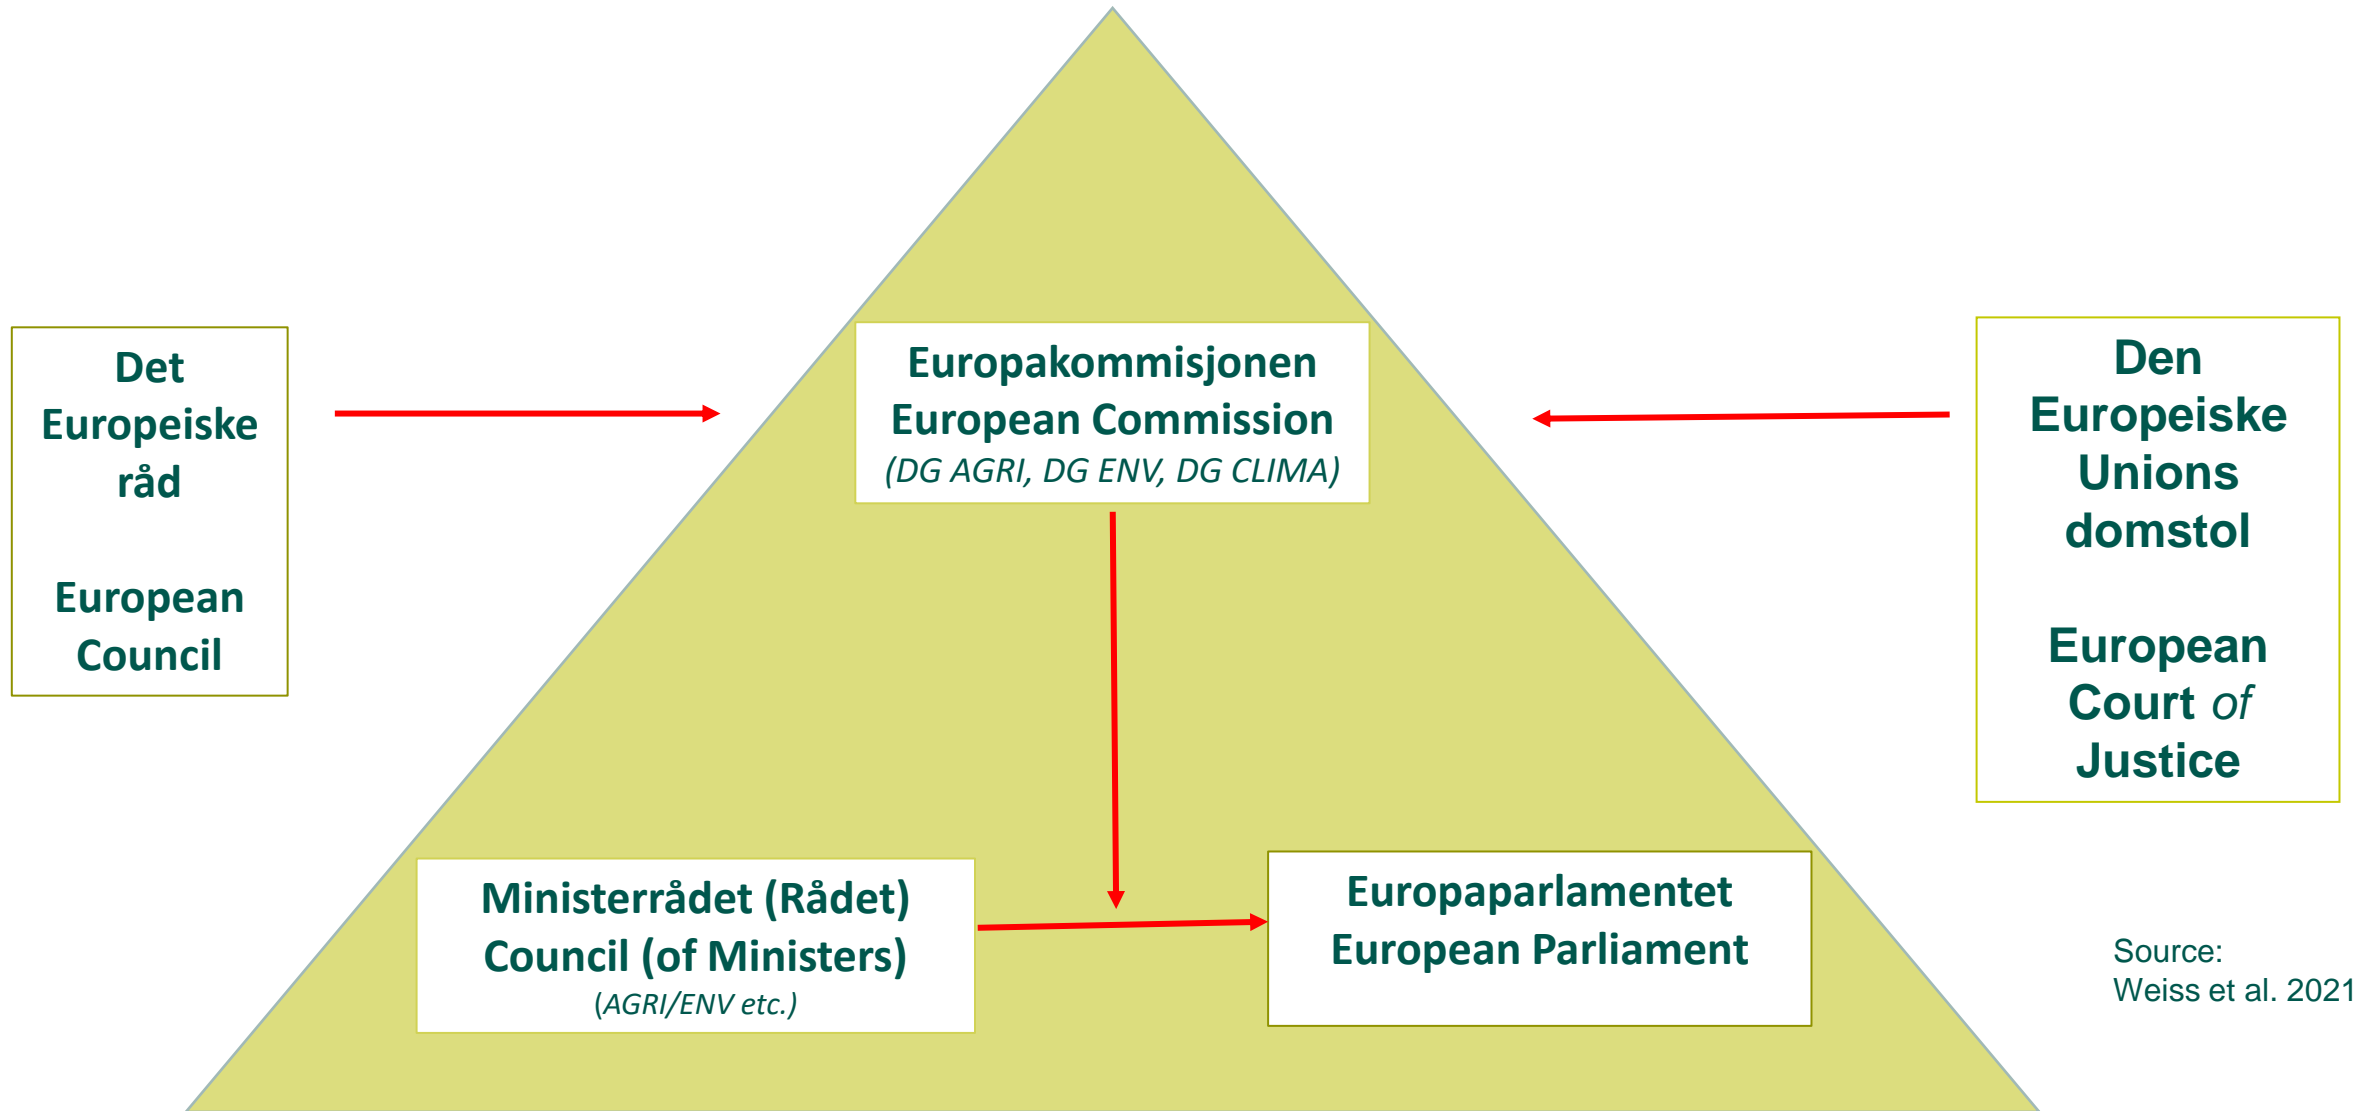 Det
Europeiske
råd
European
Council
Europakommisjonen
European Commission
(DG AGRI, DG ENV, DG CLIMA)
Den
Europeiske
Unions
domstol
European
Court of
Justice
Ministerrådet (Rådet)
Council (of Ministers)
(AGRI/ENV etc.)
Europaparlamentet
European Parliament
Source:
Weiss et al. 2021